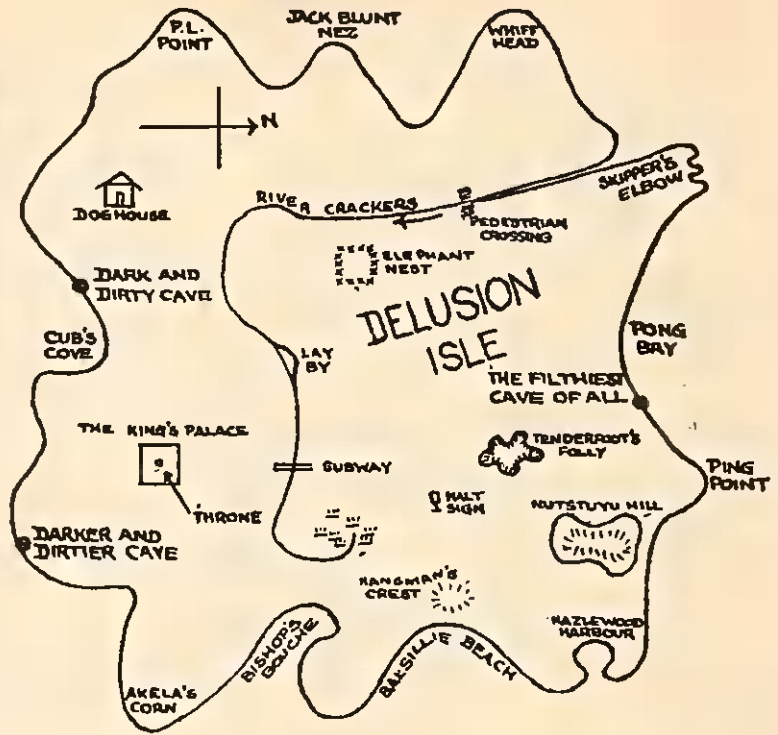 P.L.
POINT
JACK BLUNT
NEZ
WHIFF
HEAD
N
SKIPPER'S
ELBOW
DOGHOUSE
RIVER CRACKERS
PEDESTRIAN
CROSSING
ELEPHANT
NEST
DARK AND
DIRTY CAVE
DELUSION
ISLE
CUB'S
COVE
LAY
BY
PONG
BAY
THE FILTHIEST
CAVE OF ALL
THE KING'S PALACE
TENDERFOOT'S
FOLLY
SUBWAY
PING
POINT
THRONE
HALT
SIGN
NUTSTUYU HILL
DARKER AND
DIRTIER CAVE
HANGMAN'S
CREST
HAZLEWOOD
HARBOUR
BISHOP'S
BOUCHE
BAKSILLIE BEACH
AKELA'S
CORN